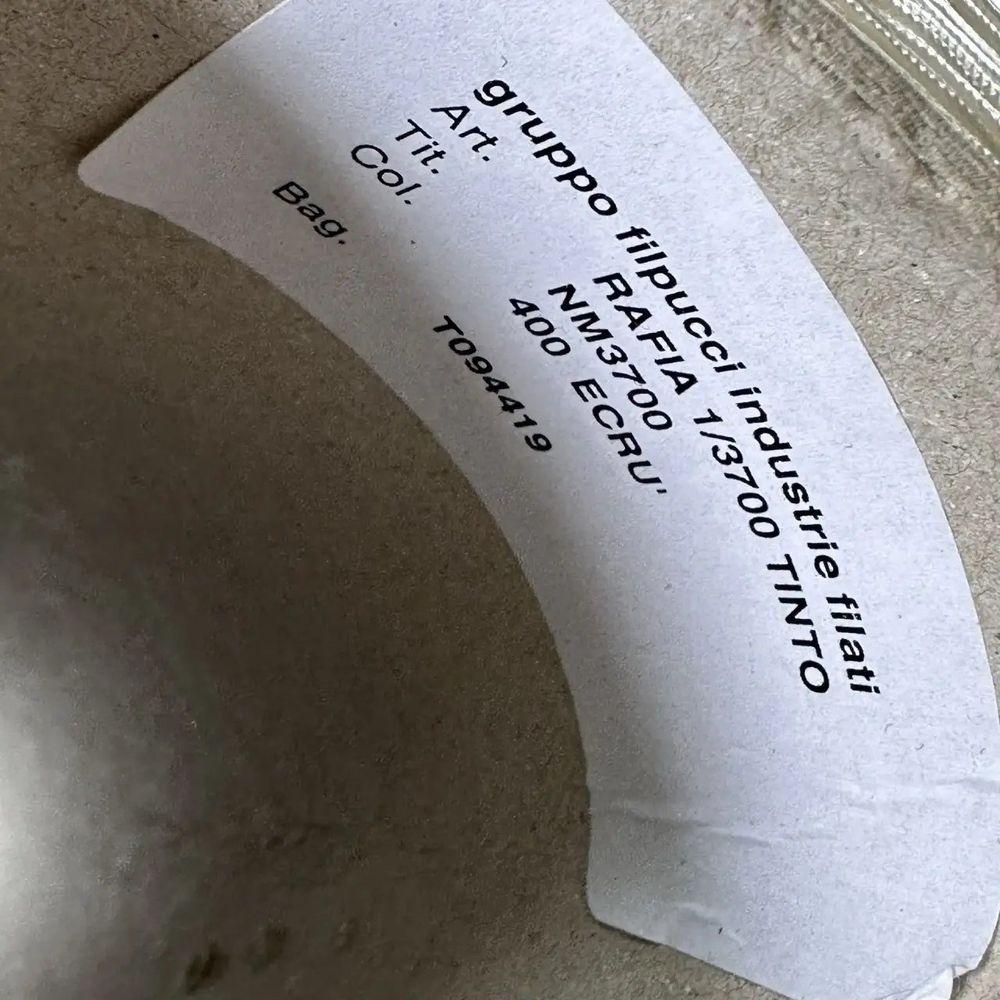 gruppo filpucci industrie filati
Art. RAFIA 1/3700 TINTO
Tit. NM3700
Col. 400 ECRU'
Bag. T094419